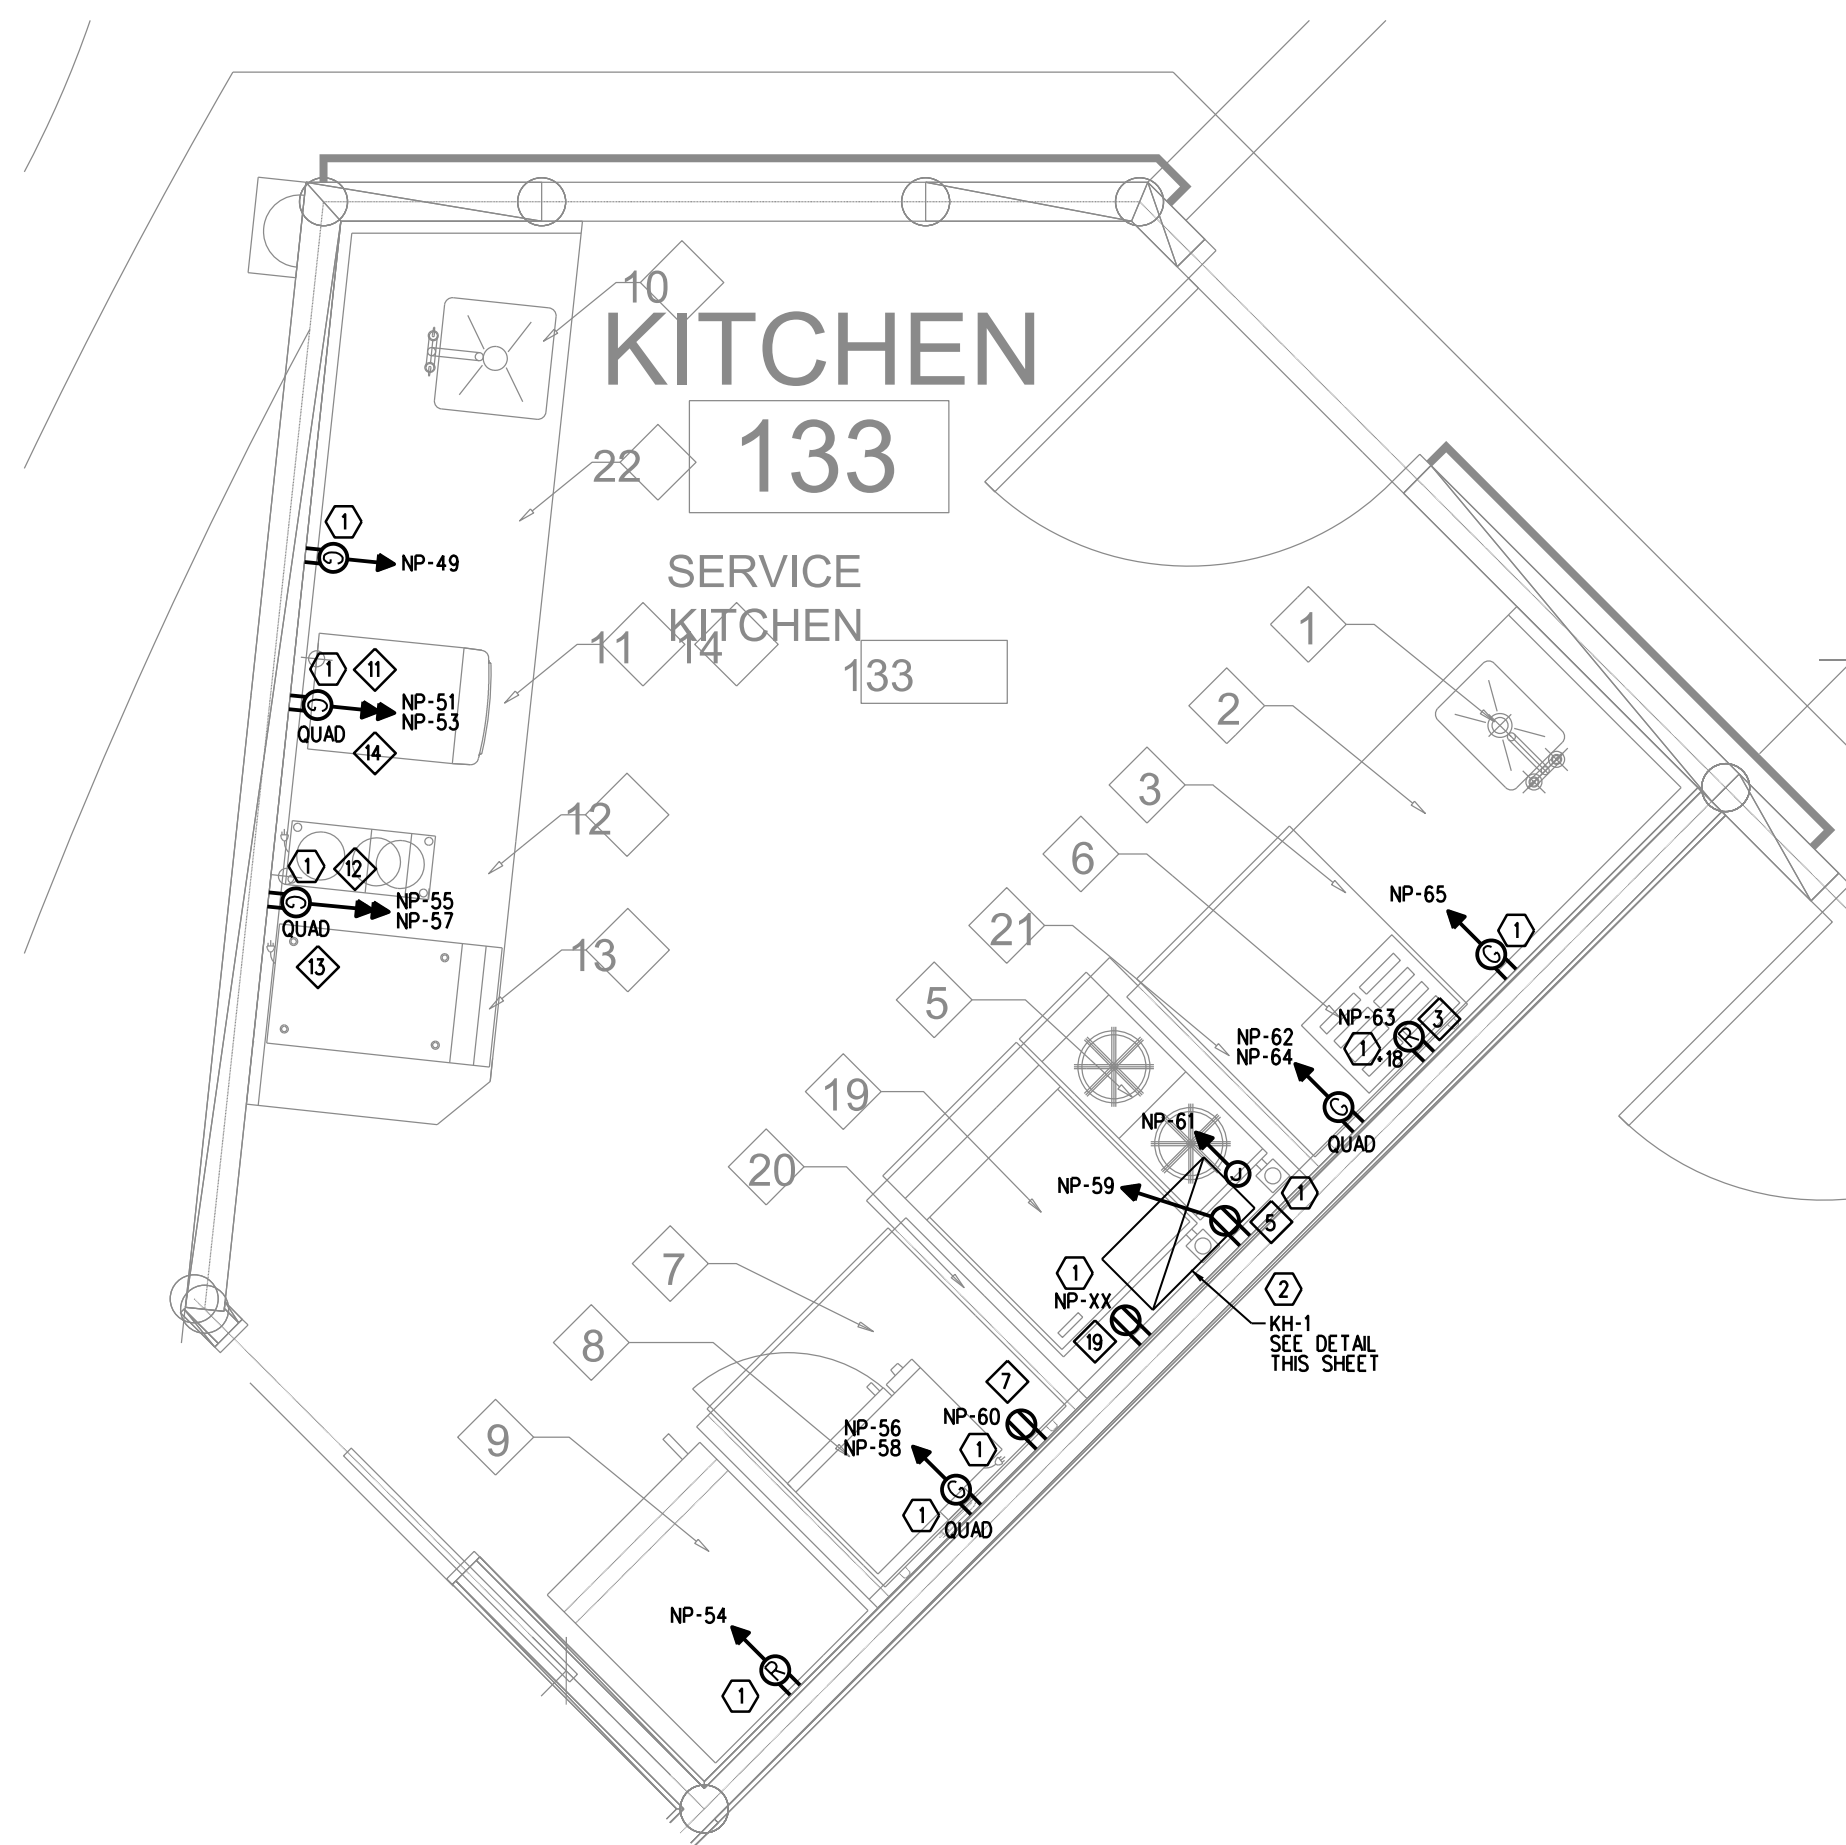 10
KITCHEN
133
22
1
NP-49
SERVICE
KITCHEN
133
11
14
1
11
NP-51
NP-53
QUAD
14
1
2
3
12
6
1
12
NP-55
NP-57
QUAD
13
13
NP-65
1
21
5
NP-63
3
1
+18
NP-62
NP-64
QUAD
19
NP-61
J
20
NP-59
1
5
7
1
NP-XX
2
KH-1
SEE DETAIL
THIS SHEET
19
8
7
NP-60
NP-56
NP-58
1
9
1
QUAD
NP-54
R
1
G
G
G
G
R
G
G